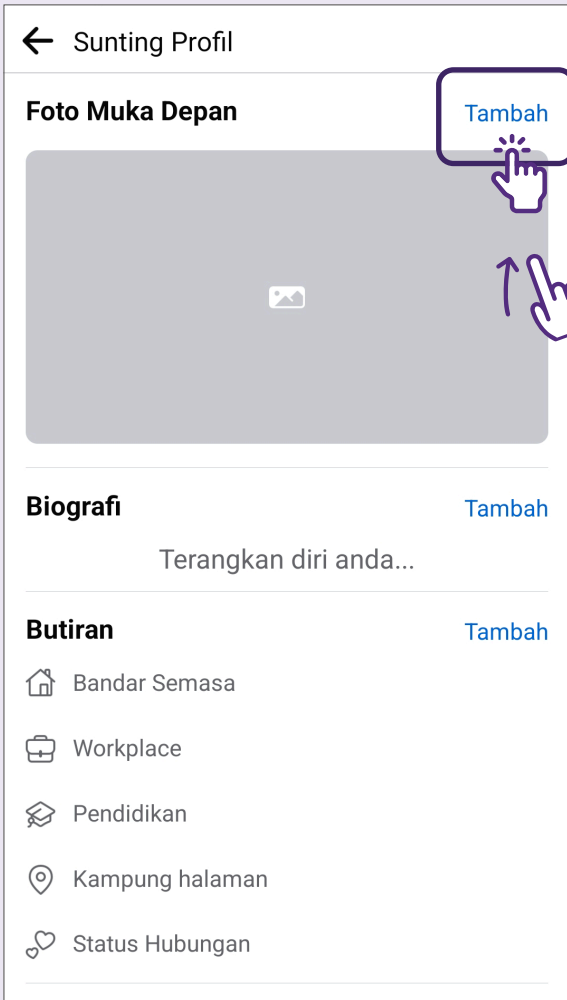 Sunting Profil
Foto Muka Depan Tambah
Biografi Tambah
Terangkan diri anda...
Butiran Tambah
Bandar Semasa
Workplace
Pendidikan
Kampung halaman
Status Hubungan